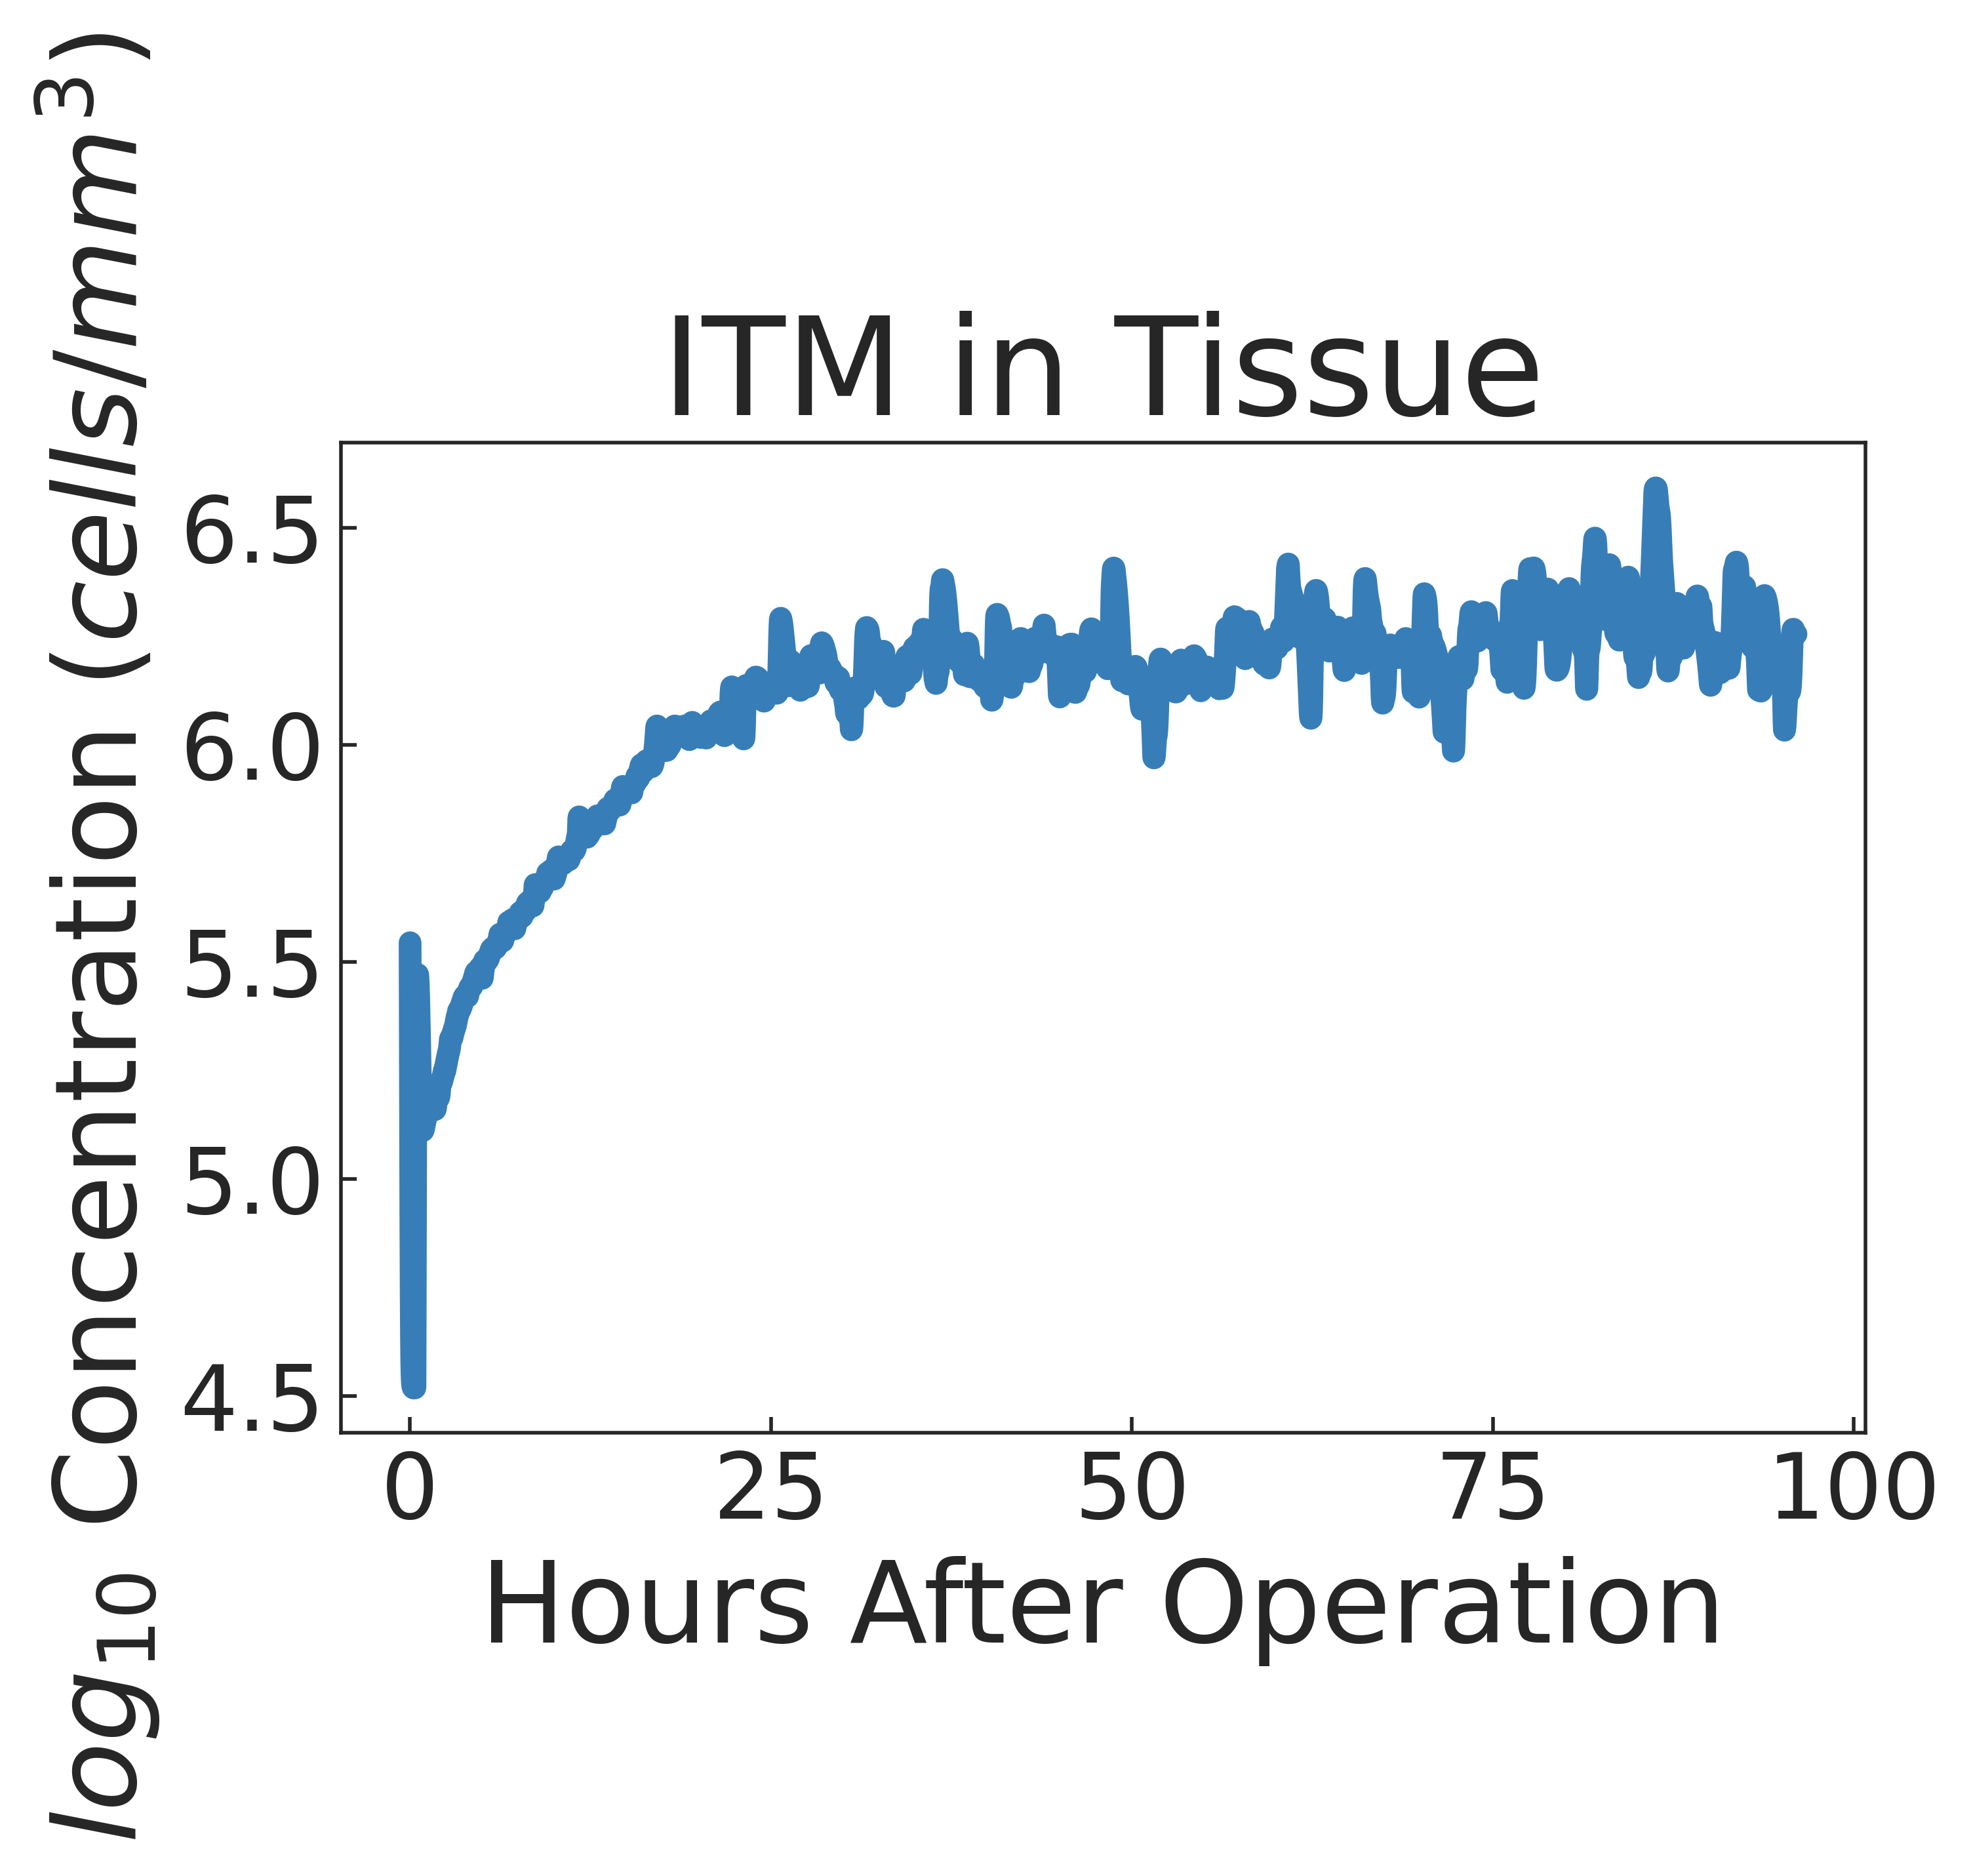 ITM in Tissue
log10 Concentration (cells/mm3)
6.5
6.0
5.5
5.0
4.5
0 25 50 75 100
Hours After Operation